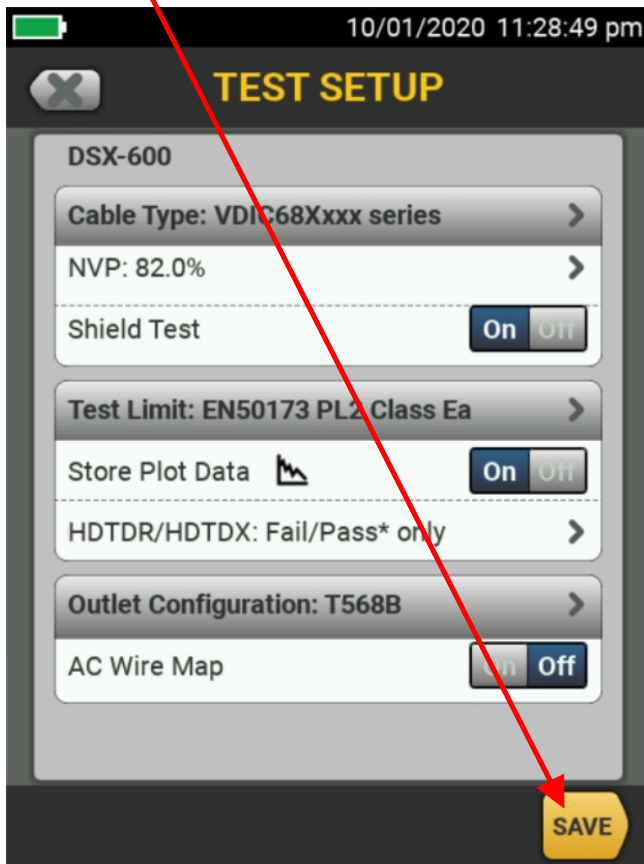 10/01/2020 11:28:49 pm
TEST SETUP
DSX-600
Cable Type: VDIC68Xxxx series
NVP: 82.0%
Shield Test On Off
Test Limit: EN50173 PL2 Class Ea
Store Plot Data On Off
HDTDR/HDTDX: Fail/Pass* only
Outlet Configuration: T568B
AC Wire Map On Off
SAVE